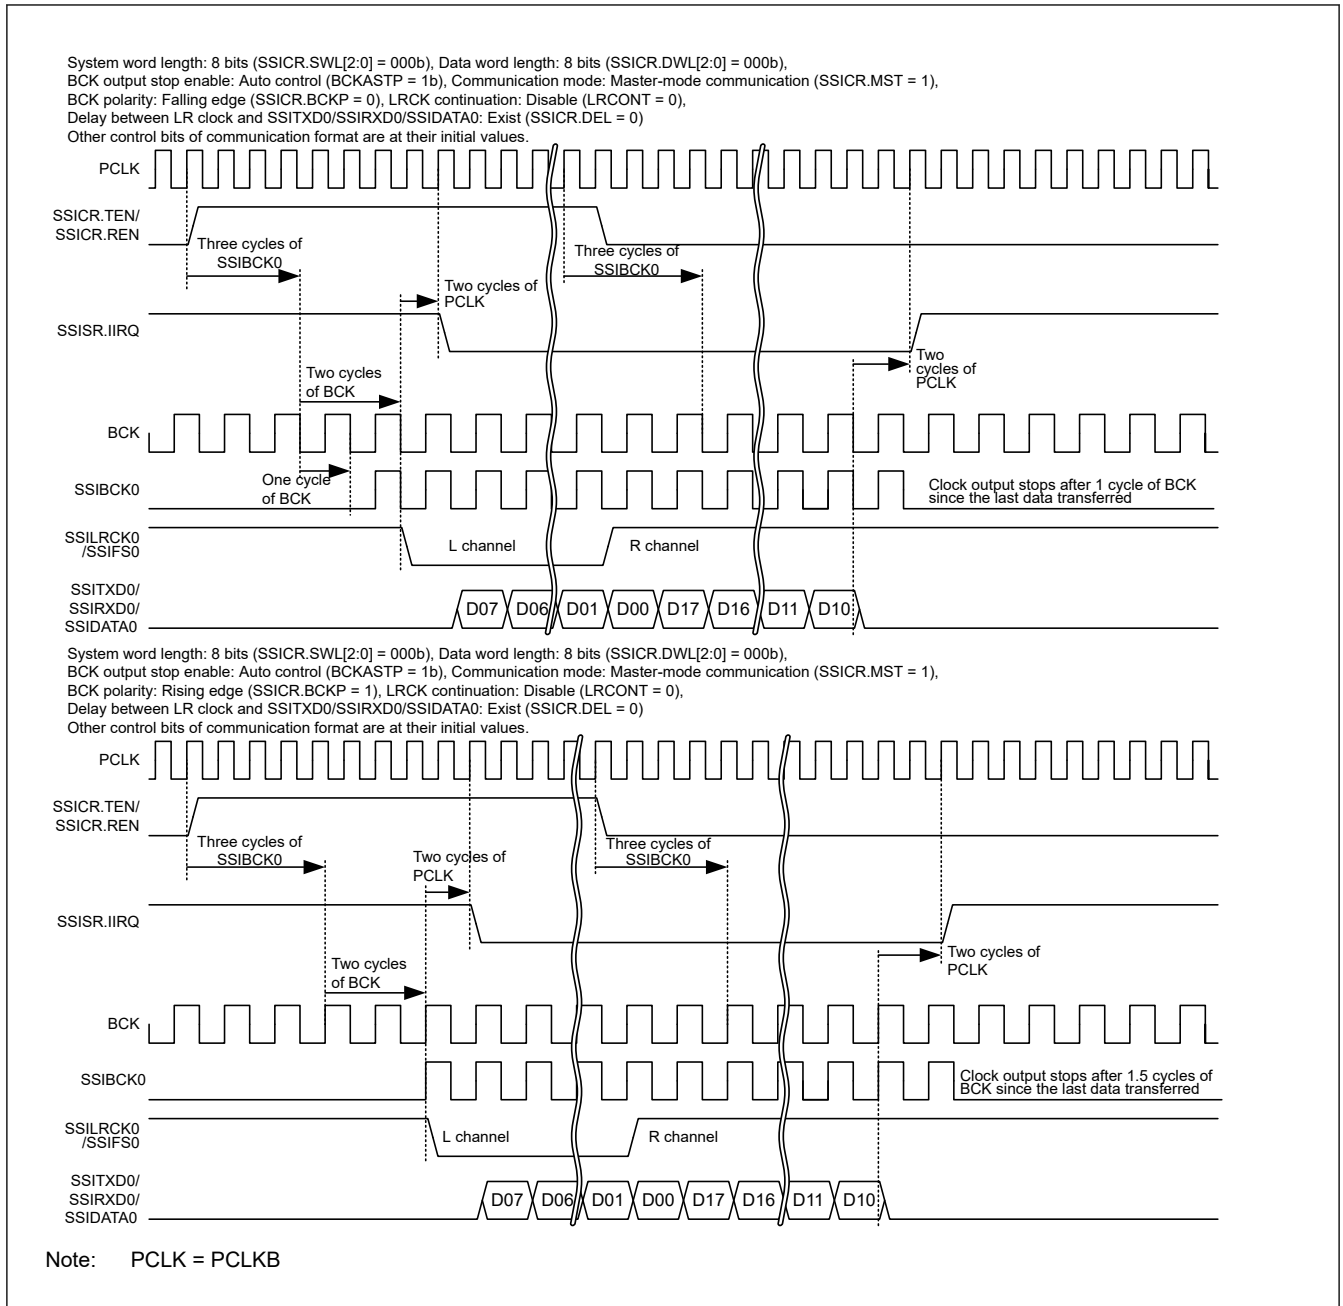 System word length: 8 bits (SSICR.SWL[2:0] = 000b), Data word length: 8 bits (SSICR.DWL[2:0] = 000b),
BCK output stop enable: Auto control (BCKASTP = 1b), Communication mode: Master-mode communication (SSICR.MST = 1),
BCK polarity: Falling edge (SSICR.BCKP = 0), LRCK continuation: Disable (LRCONT = 0),
Delay between LR clock and SSITXD0/SSIRXD0/SSIDATA0: Exist (SSICR.DEL = 0)
Other control bits of communication format are at their initial values.
PCLK
SSICR.TEN/
SSICR.REN
Three cycles of
SSIBCK0
Three cycles of
SSIBCK0
Two cycles of
PCLK
SSISR.IIRQ
Two
cycles of
PCLK
Two cycles
of BCK
BCK
One cycle
of BCK
SSIBCK0
Clock output stops after 1 cycle of BCK
since the last data transferred
SSILRCK0
/SSIFS0
L channel
R channel
SSITXD0/
SSIRXD0/
SSIDATA0
D07 D06 D01 D00 D17 D16 D11 D10
System word length: 8 bits (SSICR.SWL[2:0] = 000b), Data word length: 8 bits (SSICR.DWL[2:0] = 000b),
BCK output stop enable: Auto control (BCKASTP = 1b), Communication mode: Master-mode communication (SSICR.MST = 1),
BCK polarity: Rising edge (SSICR.BCKP = 1), LRCK continuation: Disable (LRCONT = 0),
Delay between LR clock and SSITXD0/SSIRXD0/SSIDATA0: Exist (SSICR.DEL = 0)
Other control bits of communication format are at their initial values.
PCLK
SSICR.TEN/
SSICR.REN
Three cycles of
SSIBCK0
Two cycles of
PCLK
Three cycles of
SSIBCK0
SSISR.IIRQ
Two cycles of
PCLK
Two cycles
of BCK
BCK
SSIBCK0
Clock output stops after 1.5 cycles of
BCK since the last data transferred
SSILRCK0
/SSIFS0
L channel
R channel
SSITXD0/
SSIRXD0/
SSIDATA0
D07 D06 D01 D00 D17 D16 D11 D10
Note: PCLK = PCLKB